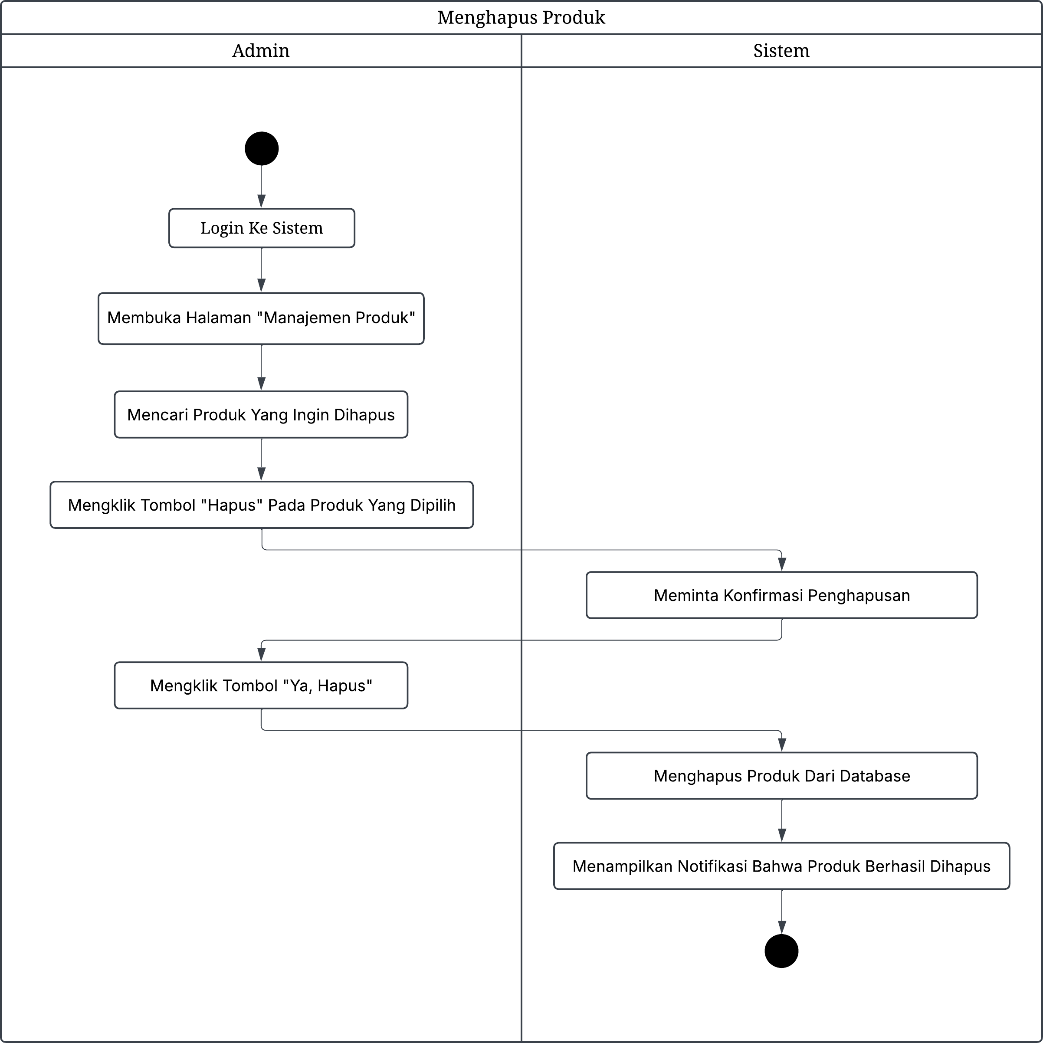 Menghapus Produk
Admin
Sistem
Login Ke Sistem
Membuka Halaman "Manajemen Produk"
Mencari Produk Yang Ingin Dihapus
Mengklik Tombol "Hapus" Pada Produk Yang Dipilih
Meminta Konfirmasi Penghapusan
Mengklik Tombol "Ya, Hapus"
Menghapus Produk Dari Database
Menampilkan Notifikasi Bahwa Produk Berhasil Dihapus